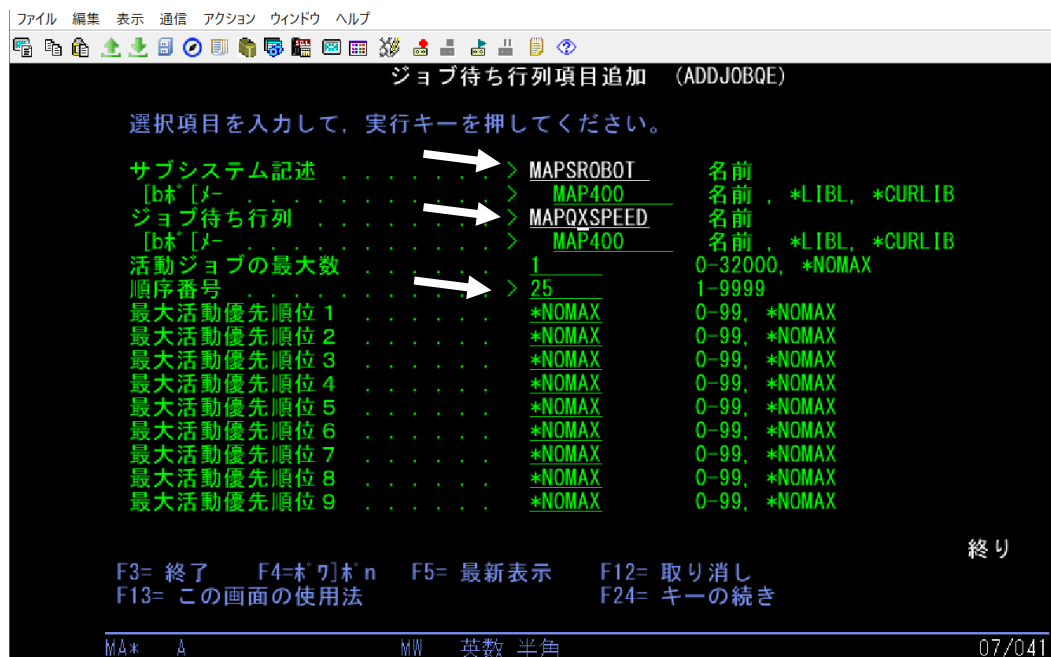 ファイル 編集 表示 通信 アクション ウィンドウ ヘルプ
ジョブ待ち行列項目追加 (ADDJOBQE)
選択項目を入力して, 実行キーを押してください。
サブシステム記述 . . . . . . . > MAPSROBOT 名前
[bﾎﾞ[ﾒｰ . . . . . . . . . . . > MAP400 名前 , *LIBL, *CURLIB
ジョブ待ち行列 . . . . . . . . > MAPQXSPEED 名前
[bﾎﾞ[ﾒｰ . . . . . . . . . . . > MAP400 名前 , *LIBL, *CURLIB
活動ジョブの最大数 . . . . . . 1 0-32000, *NOMAX
順序番号 . . . . . . . . . . . > 25 1-9999
最大活動優先順位1 . . . . . . *NOMAX 0-99, *NOMAX
最大活動優先順位2 . . . . . . *NOMAX 0-99, *NOMAX
最大活動優先順位3 . . . . . . *NOMAX 0-99, *NOMAX
最大活動優先順位4 . . . . . . *NOMAX 0-99, *NOMAX
最大活動優先順位5 . . . . . . *NOMAX 0-99, *NOMAX
最大活動優先順位6 . . . . . . *NOMAX 0-99, *NOMAX
最大活動優先順位7 . . . . . . *NOMAX 0-99, *NOMAX
最大活動優先順位8 . . . . . . *NOMAX 0-99, *NOMAX
最大活動優先順位9 . . . . . . *NOMAX 0-99, *NOMAX
終り
F3= 終了 F4=ﾎﾟﾜ]ﾎﾟn F5= 最新表示 F12= 取り消し
F13= この画面の使用法 F24= キーの続き
MA* A MW 英数 半角 07/041